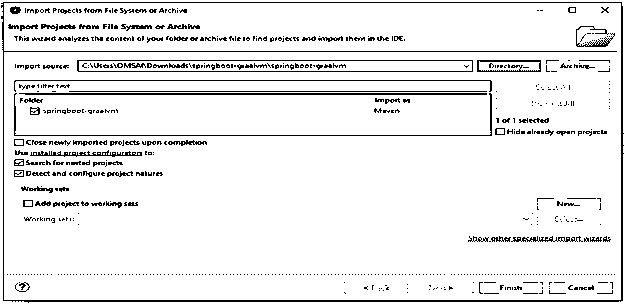 Import Projects from File System or Archive
Import Projects from File System or Archive
This wizard analyzes the content of your folder or archive file to find projects and import them in the IDE.
Import source: C:\Users\OMSAI\Downloads\springboot-graalvm\springboot-graalvm Directory... Archive...
type filter text Select All
Folder Import as
springboot-graalvm Maven
1 of 1 selected
Hide already open projects
Close newly imported projects upon completion
Use installed project configurators to:
Search for nested projects
Detect and configure project natures
Working sets
Add project to working sets New...
Working sets: Select...
Show other specialized import wizards
< Back Next > Finish Cancel